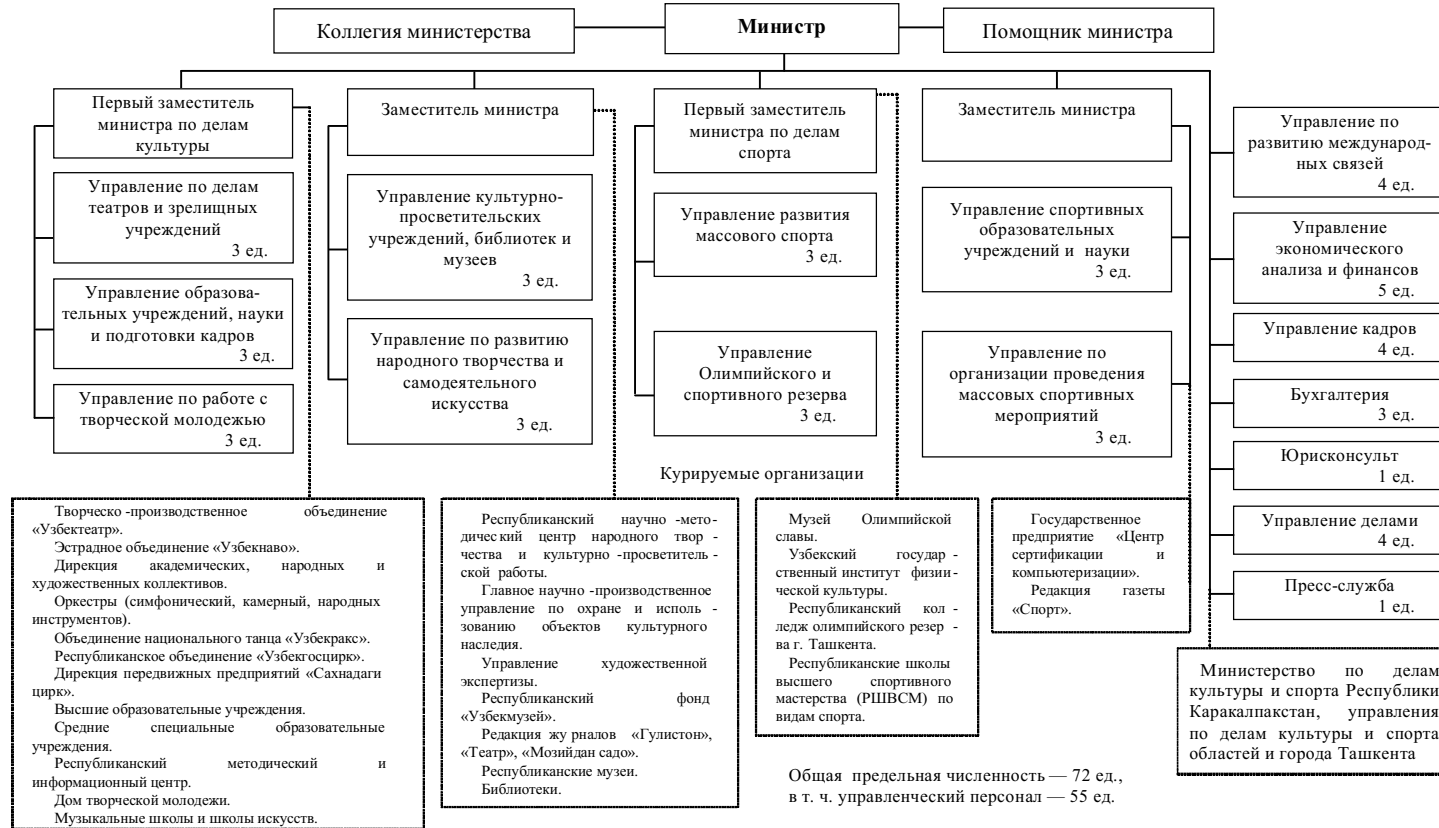 Коллегия министерства
Министр
Помощник министра
Первый заместитель
министра по делам
культуры
Управление по делам
театров и зрелищных
учреждений
3 ед.
Управление образова-
тельных учреждений, науки
и подготовки кадров
3 ед.
Управление по работе с
творческой молодежью
3 ед.
Заместитель министра
Управление культурно-
просветительских
учреждений, библиотек и
музеев
3 ед.
Управление по развитию
народного творчества и
самодеятельного
искусства
3 ед.
Первый заместитель
министра по делам
спорта
Управление развития
массового спорта
3 ед.
Управление
Олимпийского и
спортивного резерва
3 ед.
Заместитель министра
Управление спортивных
образовательных
учреждений и науки
3 ед.
Управление по
организации проведения
массовых спортивных
мероприятий
3 ед.
Управление по
развитию международ-
ных связей
4 ед.
Управление
экономического
анализа и финансов
5 ед.
Управление кадров
4 ед.
Бухгалтерия
3 ед.
Юрисконсульт
1 ед.
Управление делами
4 ед.
Пресс-служба
1 ед.
Курируемые организации
Творческо -производственное объединение
«Узбектеатр».
Эстрадное объединение «Узбекнаво».
Дирекция академических, народных и
художественных коллективов.
Оркестры (симфонический, камерный, народных
инструментов).
Объединение национального танца «Узбекракс».
Республиканское объединение «Узбекгосцирк».
Дирекция передвижных предприятий «Сахнадаги
цирк».
Высшие образовательные учреждения.
Средние специальные образовательные
учреждения.
Республиканский методический и
информационный центр.
Дом творческой молодежи.
Музыкальные школы и школы искусств.
Республиканский научно -мето-
дический центр народного твор -
чества и культурно -просветитель -
ской работы.
Главное научно -производственное
управление по охране и исполь -
зованию объектов культурного
наследия.
Управление художественной
экспертизы.
Республиканский фонд
«Узбекмузей».
Редакция жу рналов «Гулистон»,
«Театр», «Мозийдан садо».
Республиканские музеи.
Библиотеки.
Музей Олимпийской
славы.
Узбекский государ -
ственный институт физи-
ческой культуры.
Республиканский кол -
ледж олимпийского резер -
ва г. Ташкента.
Республиканские школы
высшего спортивного
мастерства (РШВСМ) по
видам спорта.
Государственное
предприятие «Центр
сертификации и
компьютеризации».
Редакция газеты
«Спорт».
Министерство по делам
культуры и спорта Республики
Каракалпакстан, управления
по делам культуры и спорта
областей и города Ташкента
Общая предельная численность — 72 ед.,
в т. ч. управленческий персонал — 55 ед.